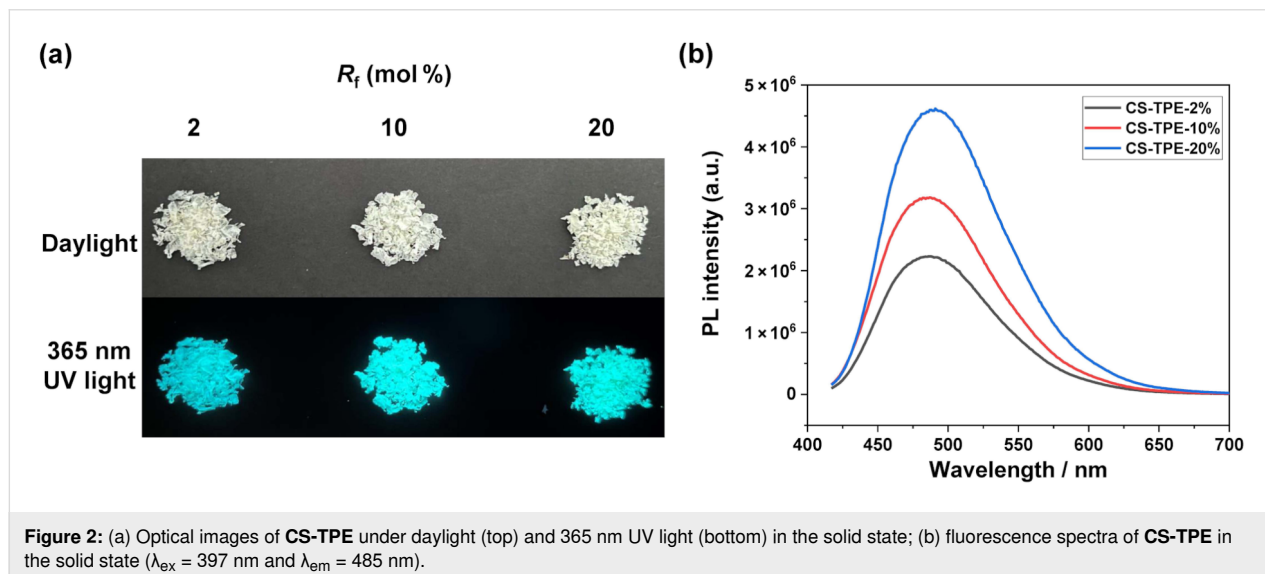 (a)
R_f (mol %)
2 10 20
Daylight
365 nm
UV light
(b)
PL intensity (a.u.)
5 × 10⁶
4 × 10⁶
3 × 10⁶
2 × 10⁶
1 × 10⁶
0
CS-TPE-2%
CS-TPE-10%
CS-TPE-20%
400 450 500 550 600 650 700
Wavelength / nm
Figure 2: (a) Optical images of CS-TPE under daylight (top) and 365 nm UV light (bottom) in the solid state; (b) fluorescence spectra of CS-TPE in
the solid state (λex = 397 nm and λem = 485 nm).